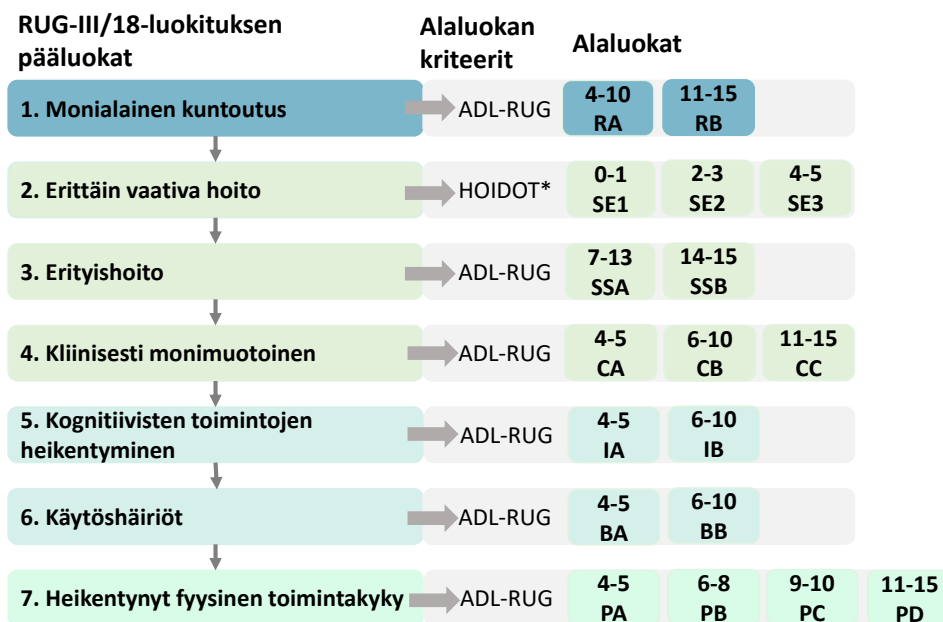 RUG-III/18-luokituksen
pääluokat
Alaluokan
kriteerit
Alaluokat
1. Monialainen kuntoutus
ADL-RUG
4-10
RA
11-15
RB
2. Erittäin vaativa hoito
HOIDOT*
0-1
SE1
2-3
SE2
4-5
SE3
3. Erityishoito
ADL-RUG
7-13
SSA
14-15
SSB
4. Kliinisesti monimuotoinen
ADL-RUG
4-5
CA
6-10
CB
11-15
CC
5. Kognitiivisten toimintojen
heikentyminen
ADL-RUG
4-5
IA
6-10
IB
6. Käytöshäiriöt
ADL-RUG
4-5
BA
6-10
BB
7. Heikentynyt fyysinen toimintakyky
ADL-RUG
4-5
PA
6-8
PB
9-10
PC
11-15
PD